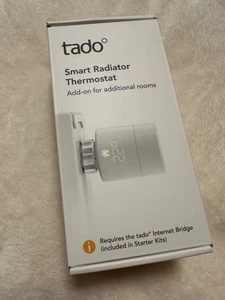 tado°
Smart Radiator
Thermostat
Add-on for additional rooms
i
Requires the tado° Internet Bridge
(included in Starter Kits)